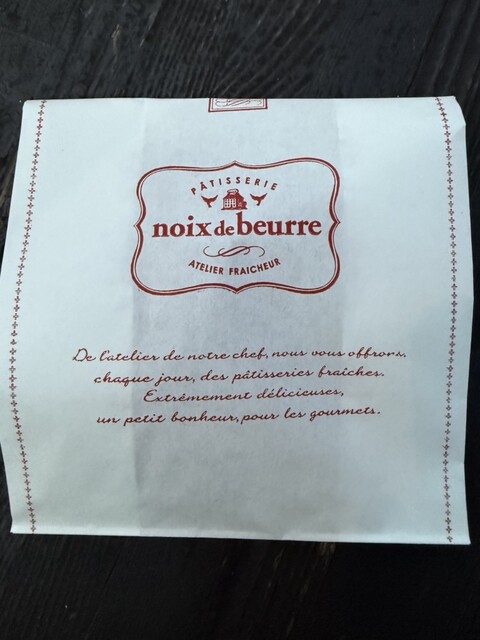 PÂTISSERIE
noix de beurre
ATELIER FRAICHEUR
De l'atelier de notre chef, nous vous offrons,
chaque jour, des pâtisseries fraîches.
Extrêmement délicieuses,
un petit bonheur, pour les gourmets.